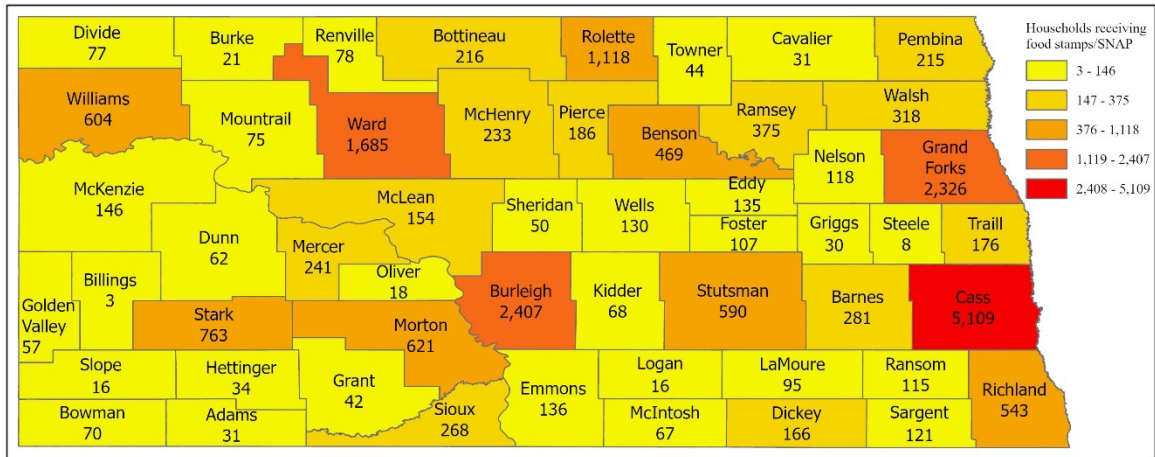 Divide
77
Burke
21
Renville
78
Bottineau
216
Rolette
1,118
Towner
44
Cavalier
31
Pembina
215
Williams
604
Mountrail
75
Ward
1,685
McHenry
233
Pierce
186
Benson
469
Ramsey
375
Walsh
318
Nelson
118
Grand
Forks
2,326
McKenzie
146
Dunn
62
McLean
154
Mercer
241
Oliver
18
Sheridan
50
Wells
130
Eddy
135
Foster
107
Griggs
30
Steele
8
Traill
176
Golden
Valley
57
Billings
3
Stark
763
Morton
621
Burleigh
2,407
Kidder
68
Stutsman
590
Barnes
281
Cass
5,109
Slope
16
Hettinger
34
Grant
42
Sioux
268
Emmons
136
Logan
16
LaMoure
95
Ransom
115
Richland
543
Bowman
70
Adams
31
McIntosh
67
Dickey
166
Sargent
121
Households receiving
food stamps/SNAP
3 - 146
147 - 375
376 - 1,118
1,119 - 2,407
2,408 - 5,109